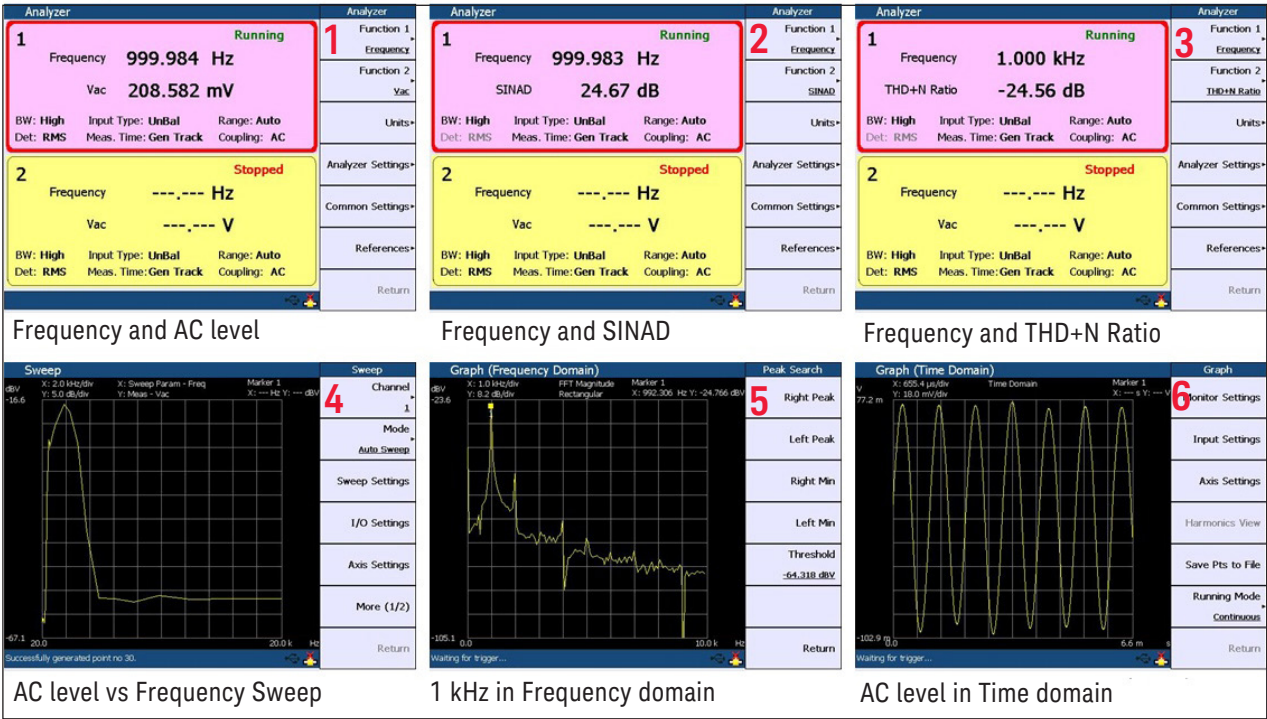 Analyzer
1
Running
Frequency 999.984 Hz
Vac 208.582 mV
BW: High Input Type: UnBal Range: Auto
Det: RMS Meas. Time: Gen Track Coupling: AC
2
Stopped
Frequency ---.--- Hz
Vac ---.--- V
BW: High Input Type: UnBal Range: Auto
Det: RMS Meas. Time: Gen Track Coupling: AC
Analyzer
1
Function 1
Frequency
Function 2
Vac
Units
Analyzer Settings
Common Settings
References
Return
Frequency and AC level
Analyzer
1
Running
Frequency 999.983 Hz
SINAD 24.67 dB
BW: High Input Type: UnBal Range: Auto
Det: RMS Meas. Time: Gen Track Coupling: AC
2
Stopped
Frequency ---.--- Hz
Vac ---.--- V
BW: High Input Type: UnBal Range: Auto
Det: RMS Meas. Time: Gen Track Coupling: AC
Analyzer
2
Function 1
Frequency
Function 2
SINAD
Units
Analyzer Settings
Common Settings
References
Return
Frequency and SINAD
Analyzer
1
Running
Frequency 1.000 kHz
THD+N Ratio -24.56 dB
BW: High Input Type: UnBal Range: Auto
Det: RMS Meas. Time: Gen Track Coupling: AC
2
Stopped
Frequency ---.--- Hz
Vac ---.--- V
BW: High Input Type: UnBal Range: Auto
Det: RMS Meas. Time: Gen Track Coupling: AC
Analyzer
3
Function 1
Frequency
Function 2
THD+N Ratio
Units
Analyzer Settings
Common Settings
References
Return
Frequency and THD+N Ratio
Sweep
dBV X: 2.0 kHz/div X: Sweep Param - Freq Marker 1
-16.6 Y: 5.0 dB/div Y: Meas - Vac X: --- Hz Y: --- dBV
-67.1
20.0 20.0 k Hz
Successfully generated point no 30.
Sweep
4
Channel
1
Mode
Auto Sweep
Sweep Settings
I/O Settings
Axis Settings
More (1/2)
Return
AC level vs Frequency Sweep
Graph (Frequency Domain)
dBV X: 1.0 kHz/div FFT Magnitude Marker 1
-23.6 Y: 8.2 dB/div Rectangular X: 992.306 Hz Y: -24.766 dBV
-105.1
0.0 10.0 k Hz
Waiting for trigger...
Peak Search
5
Right Peak
Left Peak
Right Min
Left Min
Threshold
-64.318 dBV
Return
1 kHz in Frequency domain
Graph (Time Domain)
V X: 655.4 µs/div Time Domain Marker 1
77.2 m Y: 18.0 mV/div X: --- s Y: --- V
-102.9 m
0.0 6.6 m s
Waiting for trigger...
Graph
6
Monitor Settings
Input Settings
Axis Settings
Harmonics View
Save Pts to File
Running Mode
Continuous
Return
AC level in Time domain